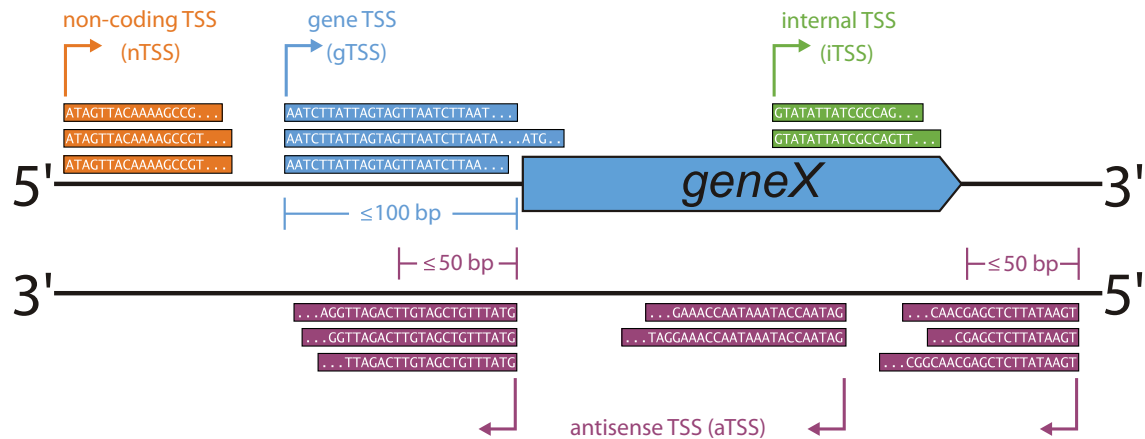 non-coding TSS
(nTSS)
gene TSS
(gTSS)
internal TSS
(iTSS)
ATAGTTACAAAAGCCG...
ATAGTTACAAAAGCCGT...
ATAGTTACAAAAGCCGT...
AATCTTATTAGTAGTTAATCTTAAT...
AATCTTATTAGTAGTTAATCTTAATA...ATG..
AATCTTATTAGTAGTTAATCTTAA...
GTATATTATCGCCAG...
GTATATTATCGCCAGTT...
5'
geneX
3'
≤100 bp
≤50 bp
≤50 bp
3'
5'
...AGGTTAGACTTGTAGCTGTTTATG
...GGTTAGACTTGTAGCTGTTTATG
...TTAGACTTGTAGCTGTTTATG
...GAAACCAATAAATACCAATAG
...TAGGAAACCAATAAATACCAATAG
...CAACGAGCTCTTATAAGT
...CGAGCTCTTATAAGT
...CGGCAACGAGCTCTTATAAGT
antisense TSS (aTSS)